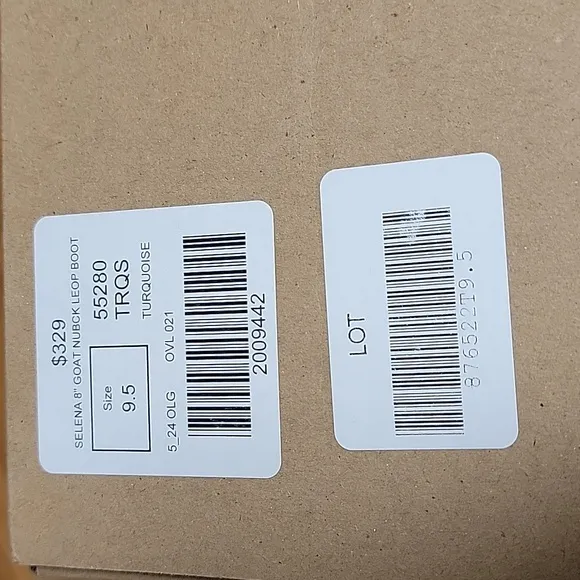 $329
SELENA 8" GOAT NUBCK LEOP BOOT
Size
9.5
55280
TRQS
TURQUOISE
5_24 OLG OVL 021
2009442
LOT
876522T9.5